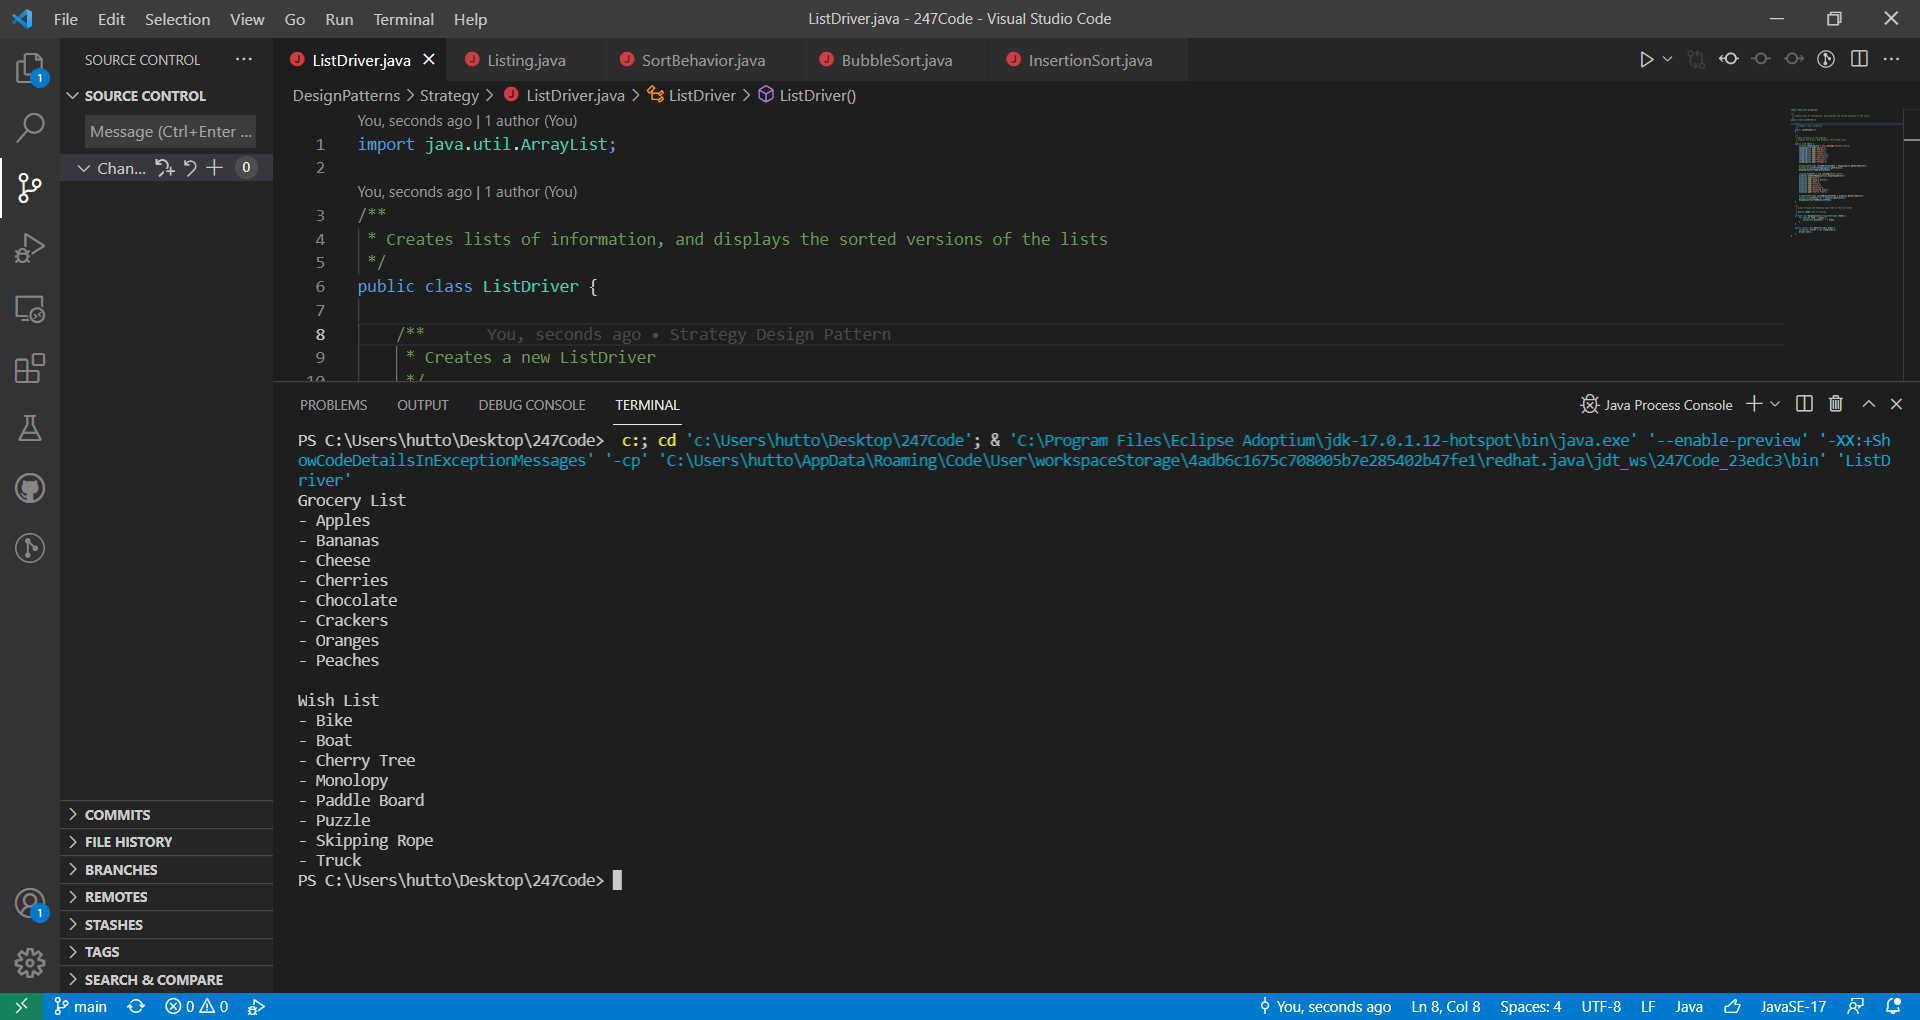 File Edit Selection View Go Run Terminal Help
ListDriver.java - 247Code - Visual Studio Code
SOURCE CONTROL
ListDriver.java Listing.java SortBehavior.java BubbleSort.java InsertionSort.java
SOURCE CONTROL
Message (Ctrl+Enter ...
Chan... 0
1
DesignPatterns > Strategy > ListDriver.java > ListDriver > ListDriver()
You, seconds ago | 1 author (You)
1 import java.util.ArrayList;
2
You, seconds ago | 1 author (You)
3 /**
4 * Creates lists of information, and displays the sorted versions of the lists
5 */
6 public class ListDriver {
7
8 /** You, seconds ago • Strategy Design Pattern
9 * Creates a new ListDriver
10 */
PROBLEMS OUTPUT DEBUG CONSOLE TERMINAL
Java Process Console
PS C:\Users\hutto\Desktop\247Code> c:; cd 'c:\Users\hutto\Desktop\247Code'; & 'C:\Program Files\Eclipse Adoptium\jdk-17.0.1.12-hotspot\bin\java.exe' '--enable-preview' '-XX:+Sh
owCodeDetailsInExceptionMessages' '-cp' 'C:\Users\hutto\AppData\Roaming\Code\User\workspaceStorage\4adb6c1675c708005b7e285402b47fe1\redhat.java\jdt_ws\247Code_23edc3\bin' 'ListD
river'
Grocery List
- Apples
- Bananas
- Cheese
- Cherries
- Chocolate
- Crackers
- Oranges
- Peaches
Wish List
- Bike
- Boat
- Cherry Tree
- Monolopy
- Paddle Board
- Puzzle
- Skipping Rope
- Truck
PS C:\Users\hutto\Desktop\247Code>
COMMITS
FILE HISTORY
BRANCHES
REMOTES
STASHES
TAGS
SEARCH & COMPARE
1
main 0 0
You, seconds ago Ln 8, Col 8 Spaces: 4 UTF-8 LF Java JavaSE-17